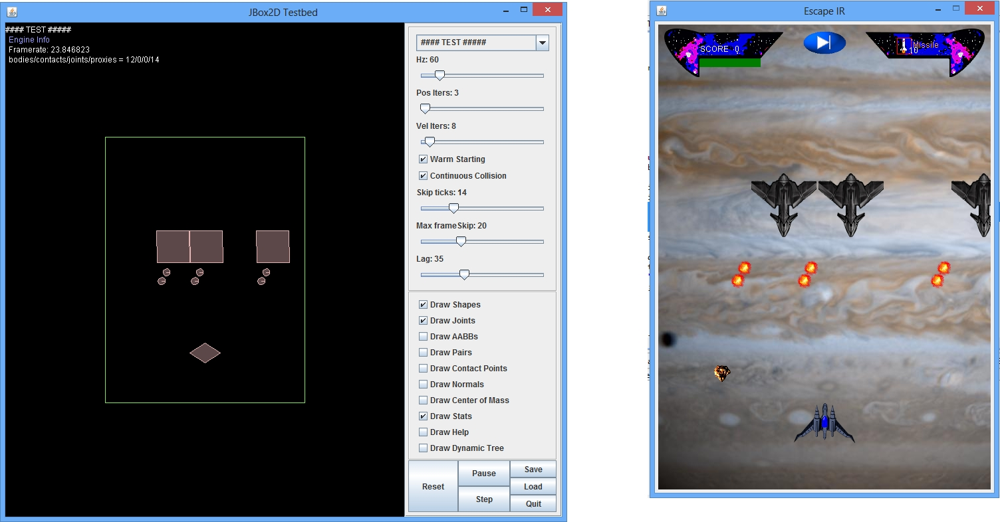 JBox2D Testbed
#### TEST #####
Engine Info
Framerate: 23.846823
bodies/contacts/joints/proxies = 12/0/0/14
#### TEST #####
Hz: 60
Pos Iters: 3
Vel Iters: 8
Warm Starting
Continuous Collision
Skip ticks: 14
Max frameSkip: 20
Lag: 35
Draw Shapes
Draw Joints
Draw AABBs
Draw Pairs
Draw Contact Points
Draw Normals
Draw Center of Mass
Draw Stats
Draw Help
Draw Dynamic Tree
Reset
Pause
Step
Save
Load
Quit
Escape IR
SCORE 0
Missile
10